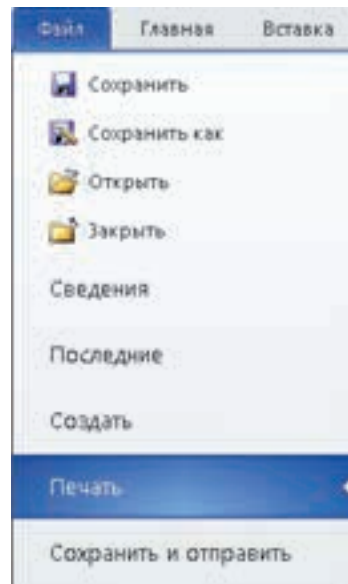 Файл Главная Вставка
Сохранить
Сохранить как
Открыть
Закрыть
Сведения
Последние
Создать
Печать
Сохранить и отправить